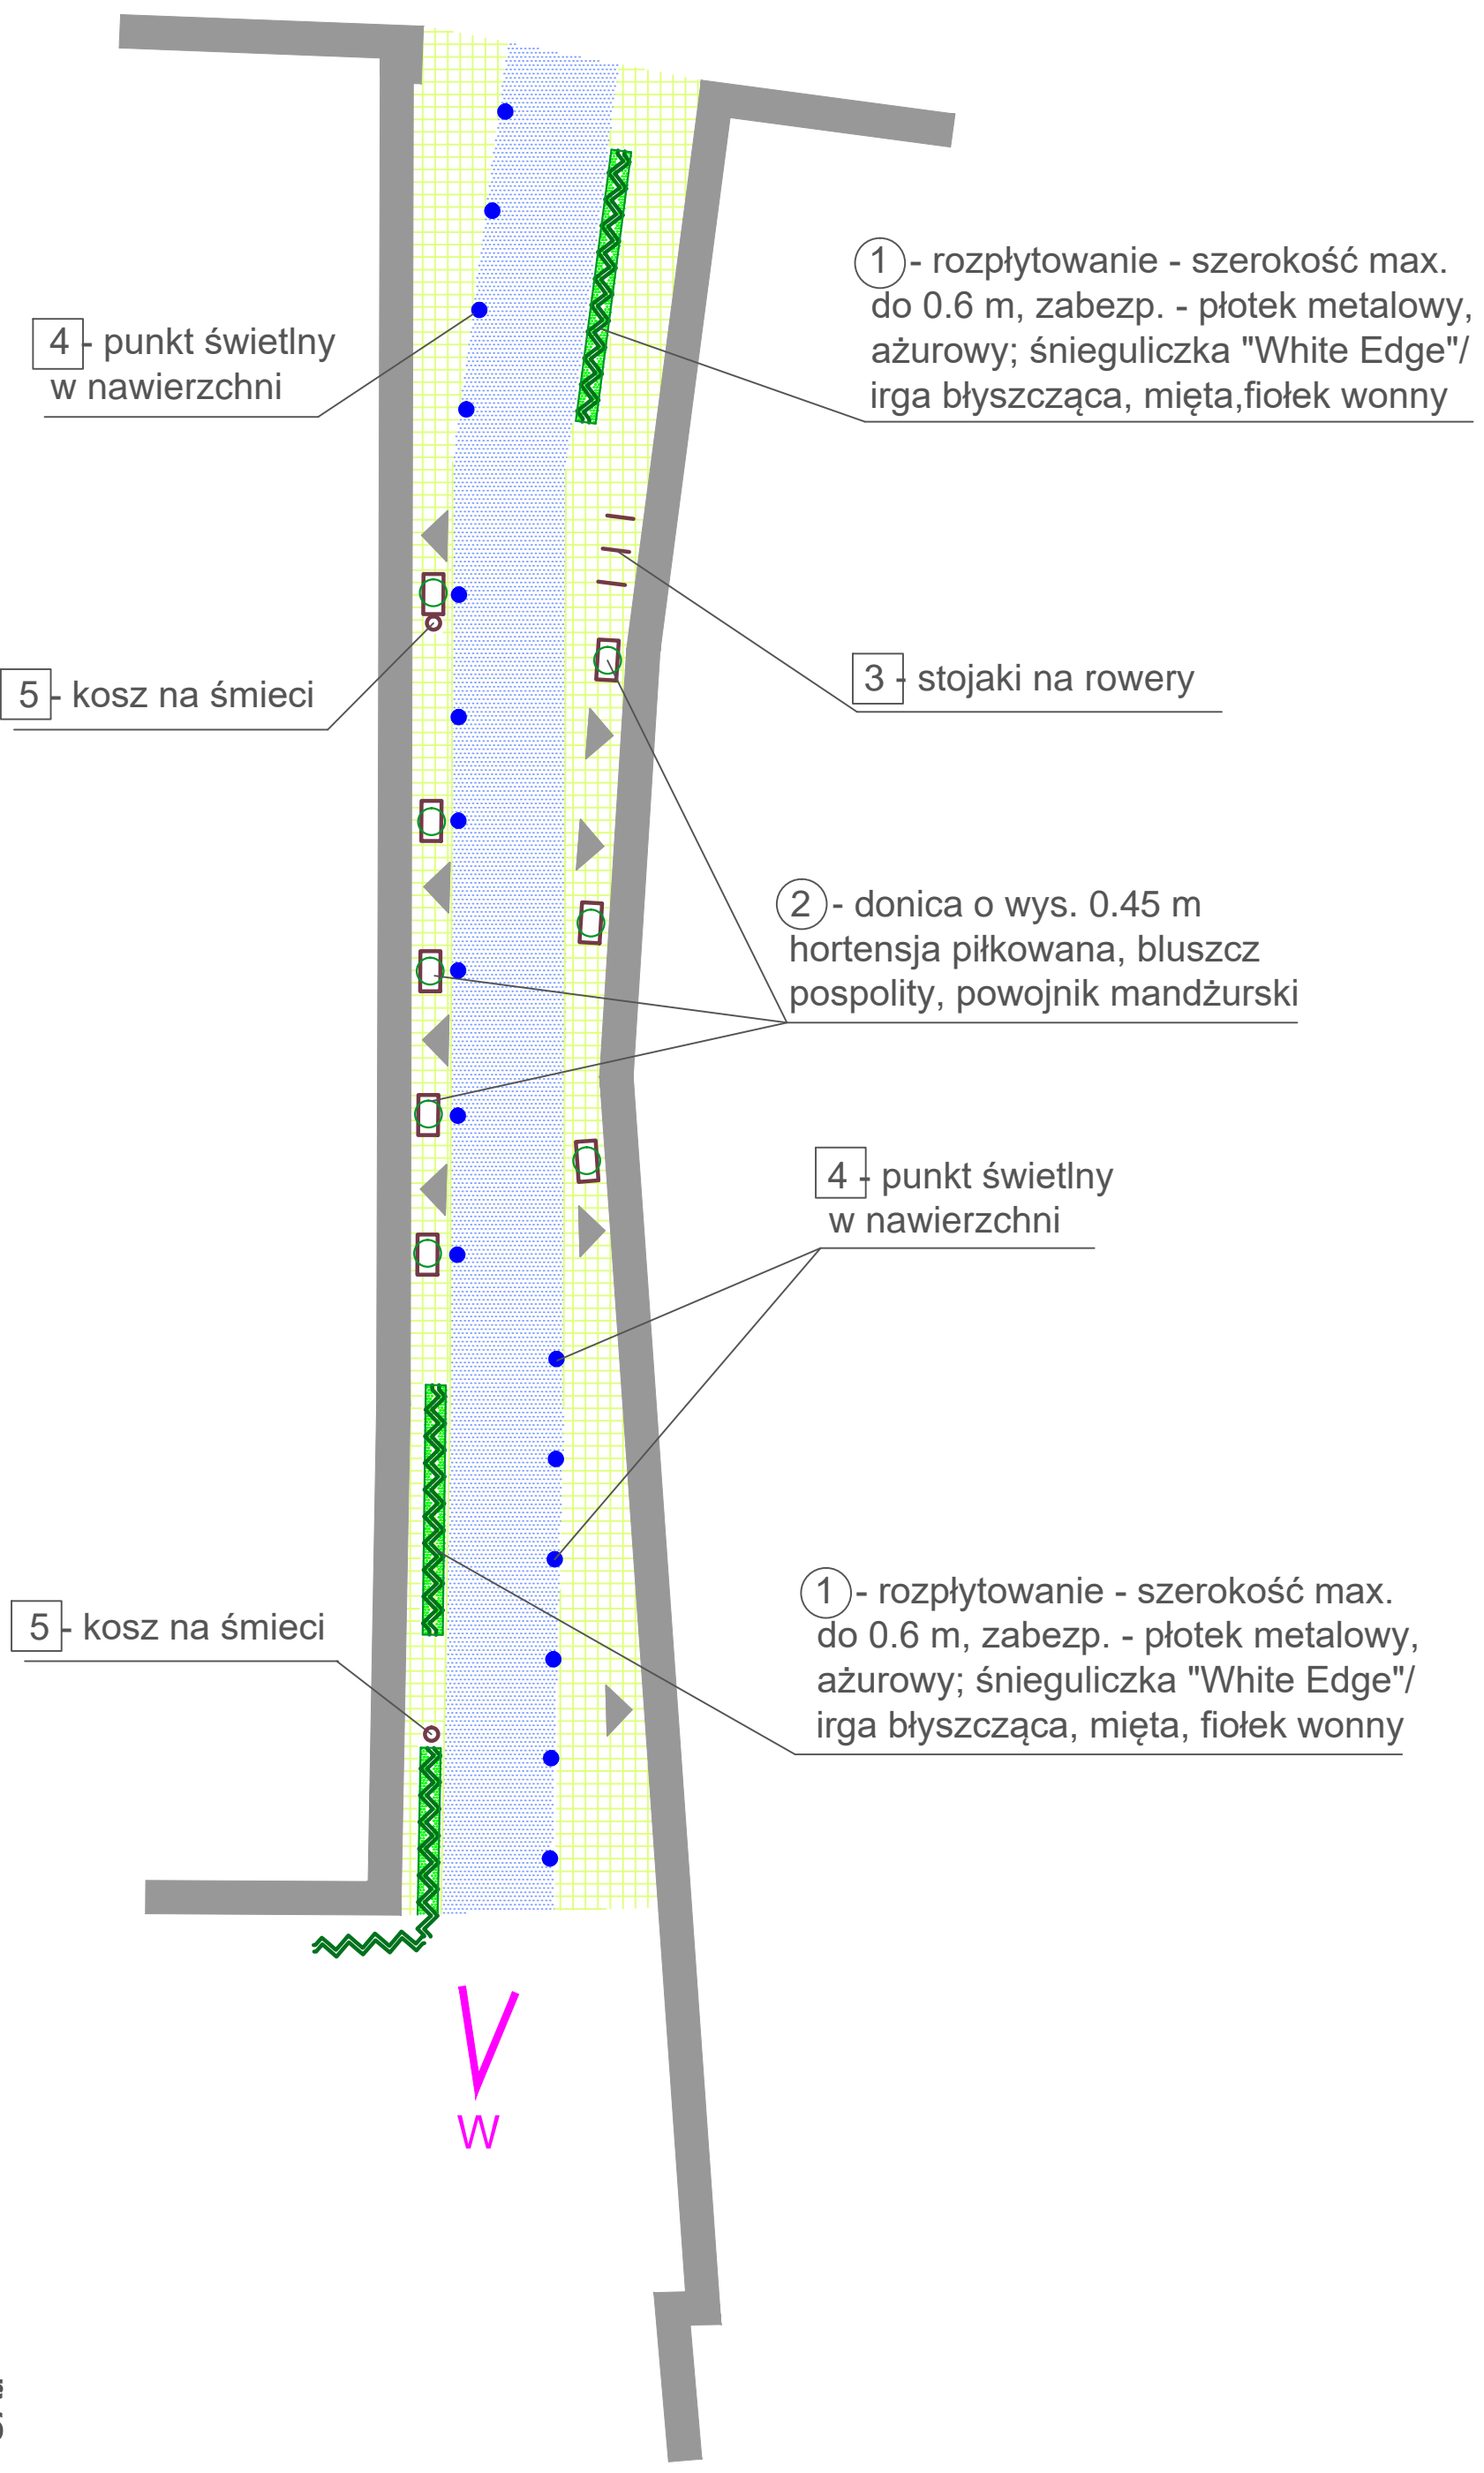 1 - rozpłytowanie - szerokość max.
do 0.6 m, zabezp. - płotek metalowy,
ażurowy; śnieguliczka "White Edge"/
irga błyszcząca, mięta,fiołek wonny
4 - punkt świetlny
w nawierzchni
3 - stojaki na rowery
5 - kosz na śmieci
2 - donica o wys. 0.45 m
hortensja piłkowana, bluszcz
pospolity, powojnik mandżurski
4 - punkt świetlny
w nawierzchni
1 - rozpłytowanie - szerokość max.
do 0.6 m, zabezp. - płotek metalowy,
ażurowy; śnieguliczka "White Edge"/
irga błyszcząca, mięta, fiołek wonny
5 - kosz na śmieci
W